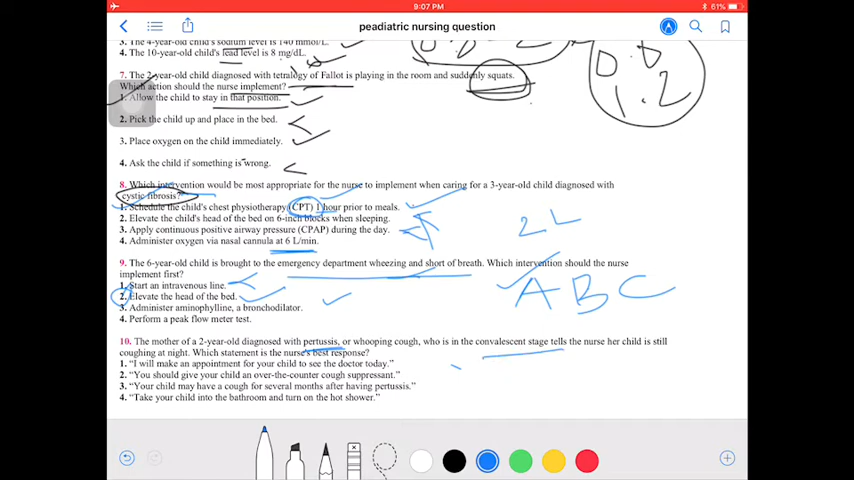 9:07 PM
61%
peadiatric nursing question
3. The 4-year-old child's sodium level is 140 mmol/L.
4. The 10-year-old child's lead level is 8 mg/dL.
0.6
1.2
7. The 2-year-old child diagnosed with tetralogy of Fallot is playing in the room and suddenly squats.
Which action should the nurse implement?
1. Allow the child to stay in that position.
2. Pick the child up and place in the bed.
3. Place oxygen on the child immediately.
4. Ask the child if something is wrong.
8. Which intervention would be most appropriate for the nurse to implement when caring for a 3-year-old child diagnosed with
cystic fibrosis?
1. Schedule the child's chest physiotherapy (CPT) 1 hour prior to meals.
2. Elevate the child's head of the bed on 6-inch blocks when sleeping.
3. Apply continuous positive airway pressure (CPAP) during the day.
4. Administer oxygen via nasal cannula at 6 L/min.
2L
9. The 6-year-old child is brought to the emergency department wheezing and short of breath. Which intervention should the nurse
implement first?
1. Start an intravenous line.
2. Elevate the head of the bed.
3. Administer aminophylline, a bronchodilator.
4. Perform a peak flow meter test.
ABC
10. The mother of a 2-year-old diagnosed with pertussis, or whooping cough, who is in the convalescent stage tells the nurse her child is still
coughing at night. Which statement is the nurse's best response?
1. "I will make an appointment for your child to see the doctor today."
2. "You should give your child an over-the-counter cough suppressant."
3. "Your child may have a cough for several months after having pertussis."
4. "Take your child into the bathroom and turn on the hot shower."